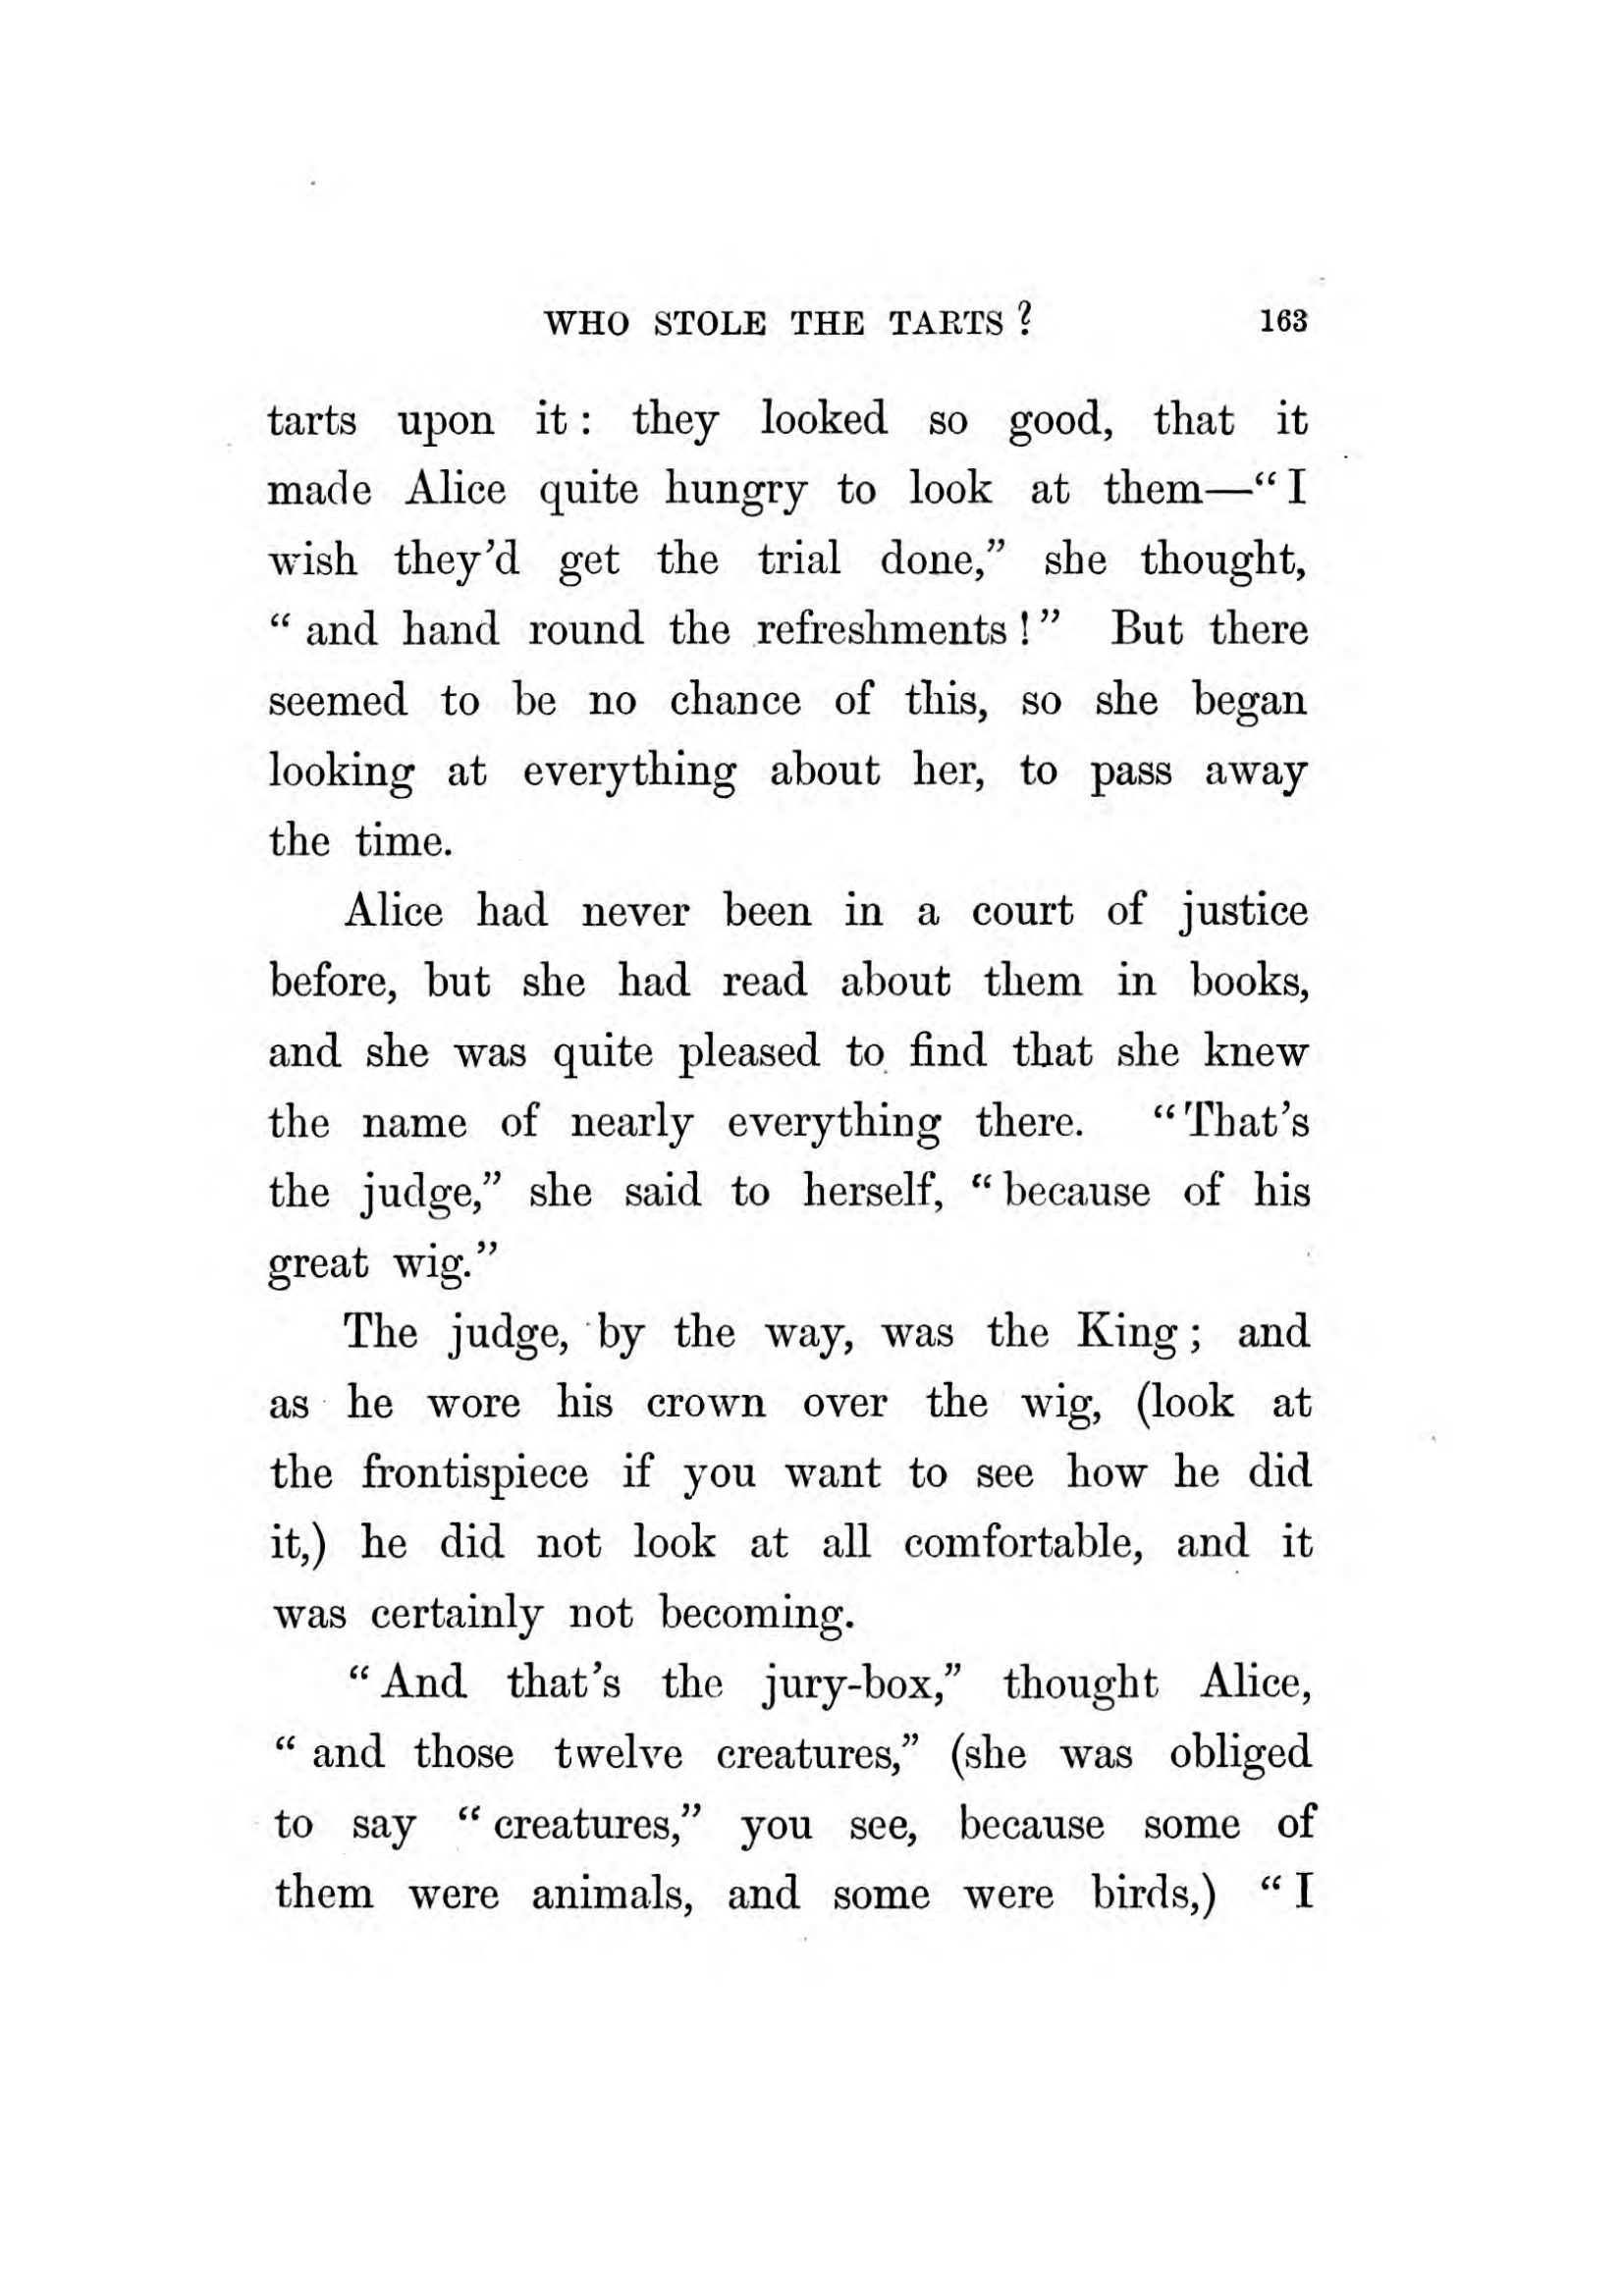 WHO STOLE THE TARTS ? 163
tarts upon it : they looked so good, that it
made Alice quite hungry to look at them—“ I
wish they’d get the trial done,” she thought,
“ and hand round the refreshments ! ” But there
seemed to be no chance of this, so she began
looking at everything about her, to pass away
the time.
Alice had never been in a court of justice
before, but she had read about them in books,
and she was quite pleased to find that she knew
the name of nearly everything there. “ That’s
the judge,” she said to herself, “ because of his
great wig.”
The judge, by the way, was the King ; and
as he wore his crown over the wig, (look at
the frontispiece if you want to see how he did
it,) he did not look at all comfortable, and it
was certainly not becoming.
“ And that’s the jury-box,” thought Alice,
“ and those twelve creatures,” (she was obliged
to say “ creatures,” you see, because some of
them were animals, and some were birds,) “ I